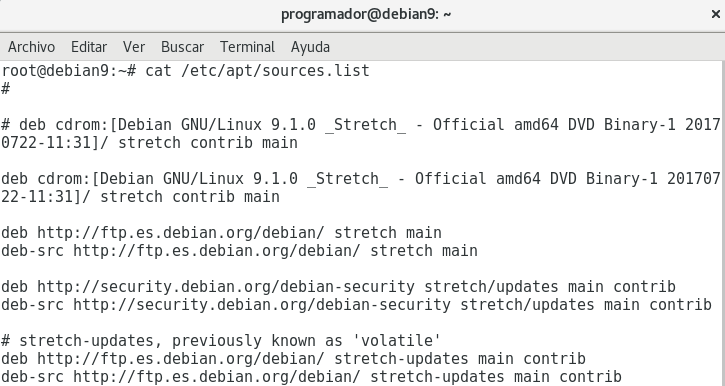 programador@debian9: ~ ×
Archivo Editar Ver Buscar Terminal Ayuda
root@debian9:~# cat /etc/apt/sources.list
#
# deb cdrom:[Debian GNU/Linux 9.1.0 _Stretch_ - Official amd64 DVD Binary-1 2017
0722-11:31]/ stretch contrib main
deb cdrom:[Debian GNU/Linux 9.1.0 _Stretch_ - Official amd64 DVD Binary-1 201707
22-11:31]/ stretch contrib main
deb http://ftp.es.debian.org/debian/ stretch main
deb-src http://ftp.es.debian.org/debian/ stretch main
deb http://security.debian.org/debian-security stretch/updates main contrib
deb-src http://security.debian.org/debian-security stretch/updates main contrib
# stretch-updates, previously known as 'volatile'
deb http://ftp.es.debian.org/debian/ stretch-updates main contrib
deb-src http://ftp.es.debian.org/debian/ stretch-updates main contrib